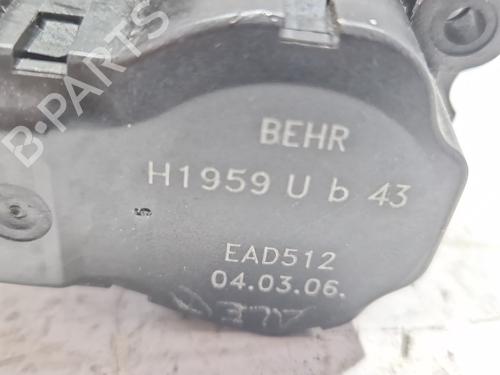 B-PARTS
BEHR
H1959 U b 43
EAD512
04.03.06.